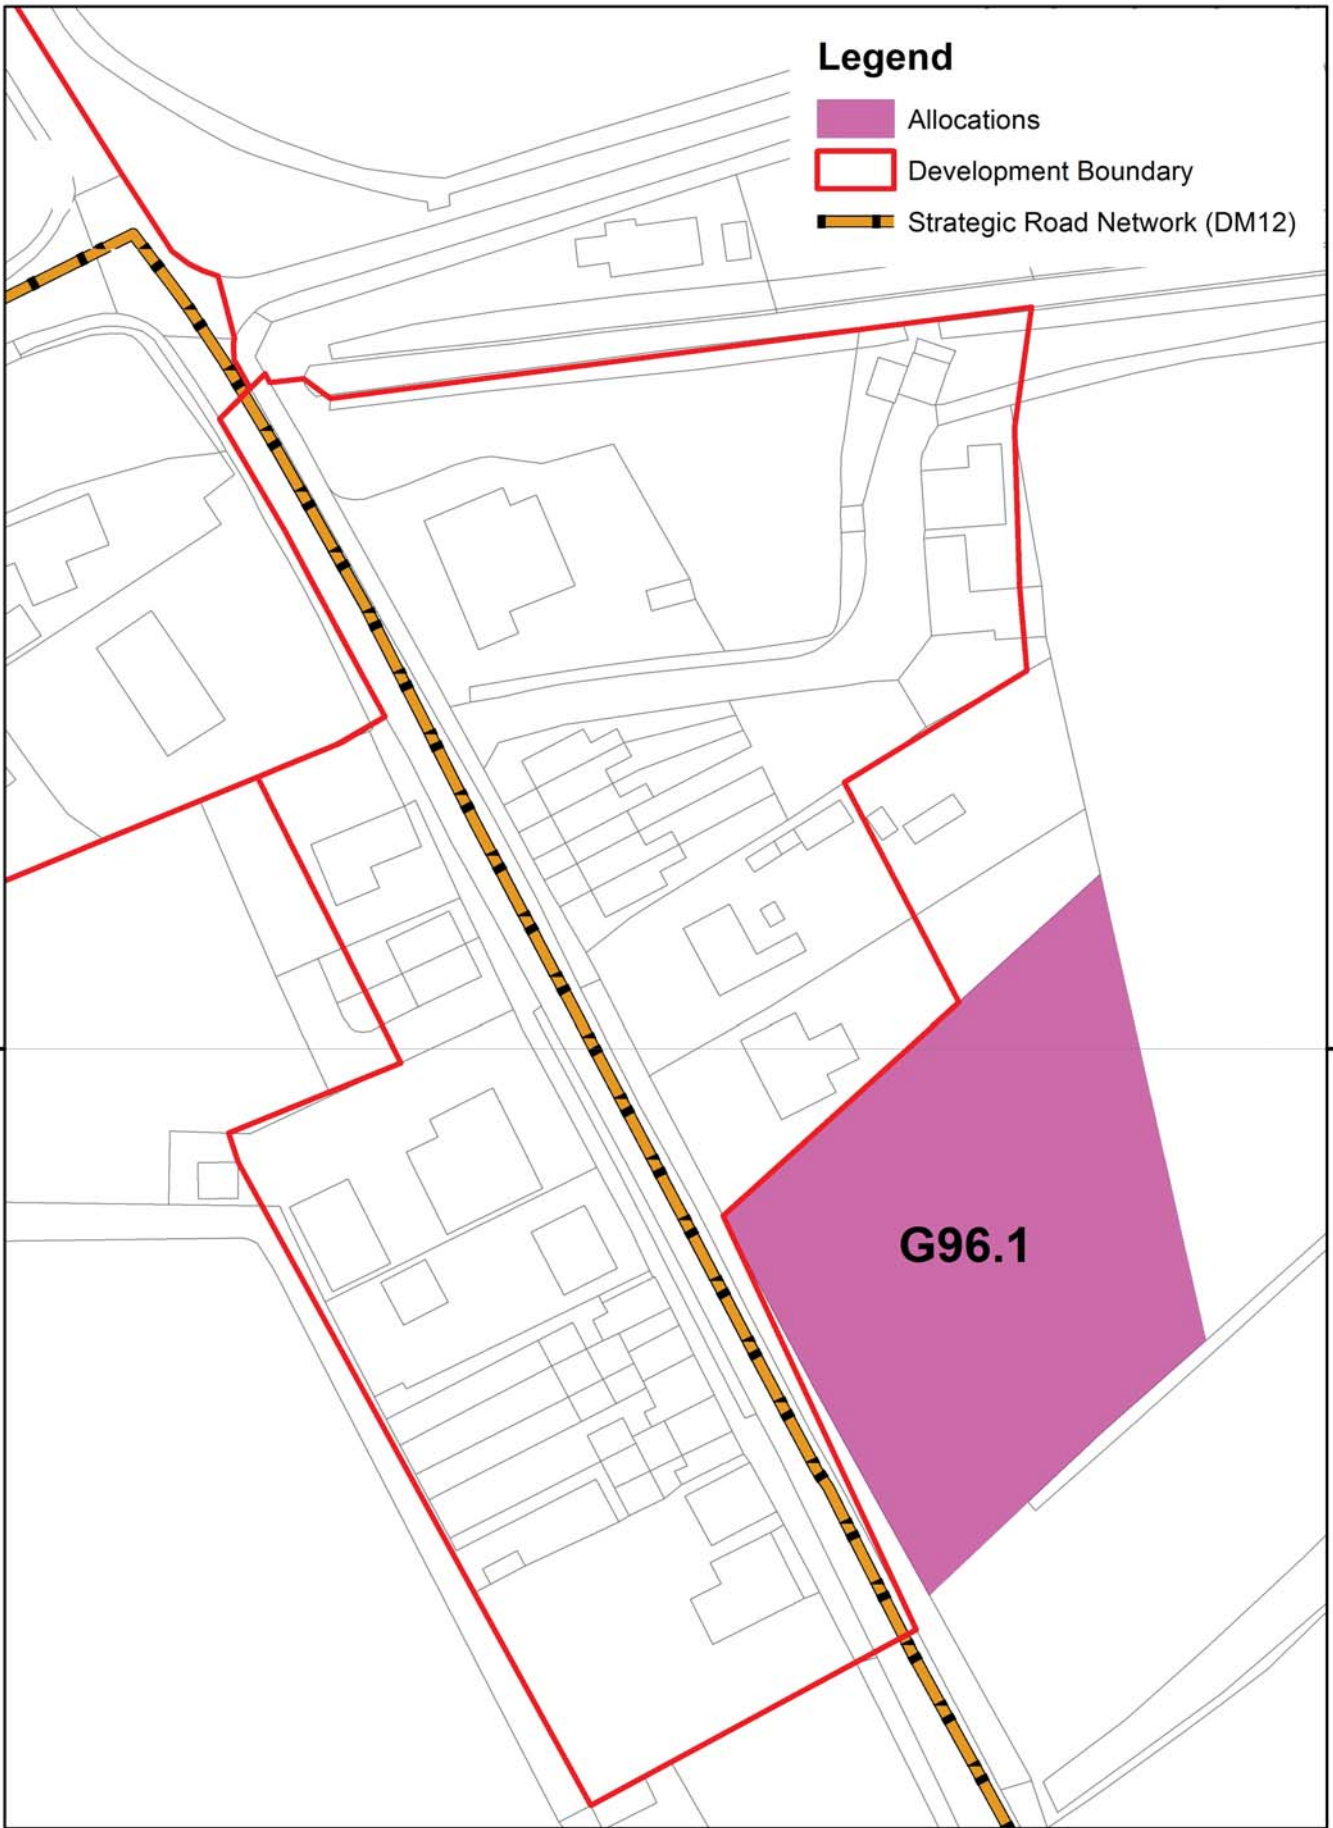 Legend
Allocations
Development Boundary
Strategic Road Network (DM12)
G96.1